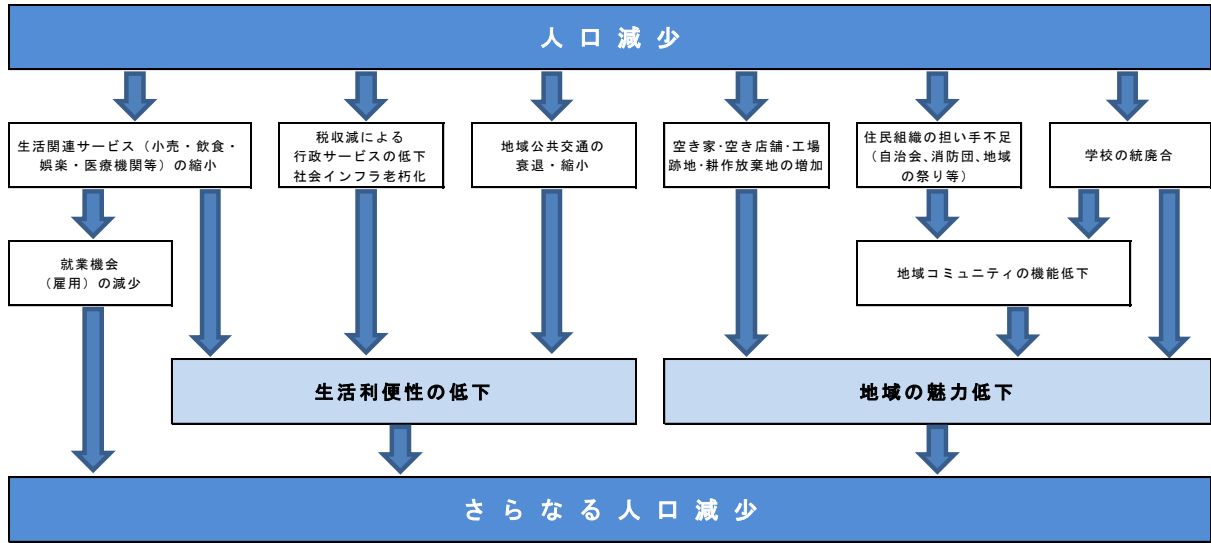 人口減少
生活関連サービス（小売・飲食・
娯楽・医療機関等）の縮小
税収減による
行政サービスの低下
社会インフラ老朽化
地域公共交通の
衰退・縮小
空き家・空き店舗・工場
跡地・耕作放棄地の増加
住民組織の担い手不足
（自治会、消防団、地域
の祭り等）
学校の統廃合
就業機会
（雇用）の減少
地域コミュニティの機能低下
生活利便性の低下
地域の魅力低下
さらなる人口減少